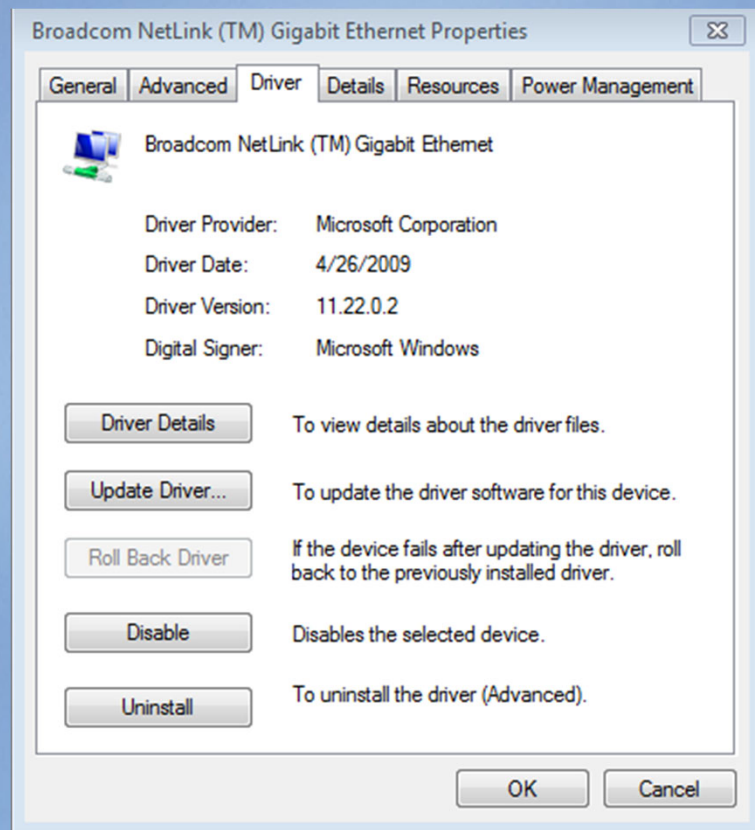 Broadcom NetLink (TM) Gigabit Ethernet Properties
General Advanced Driver Details Resources Power Management
Broadcom NetLink (TM) Gigabit Ethernet
Driver Provider: Microsoft Corporation
Driver Date: 4/26/2009
Driver Version: 11.22.0.2
Digital Signer: Microsoft Windows
Driver Details To view details about the driver files.
Update Driver... To update the driver software for this device.
Roll Back Driver If the device fails after updating the driver, roll
back to the previously installed driver.
Disable Disables the selected device.
Uninstall To uninstall the driver (Advanced).
OK Cancel